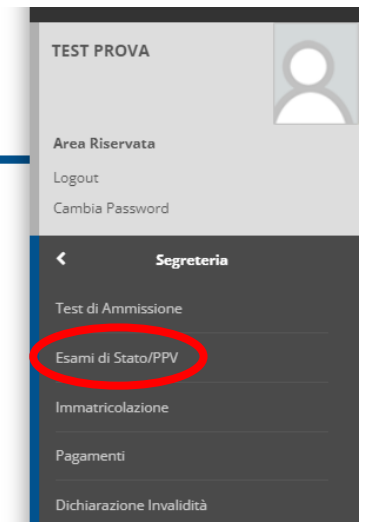 TEST PROVA
Area Riservata
Logout
Cambia Password
Segreteria
Test di Ammissione
Esami di Stato/PPV
Immatricolazione
Pagamenti
Dichiarazione Invalidità